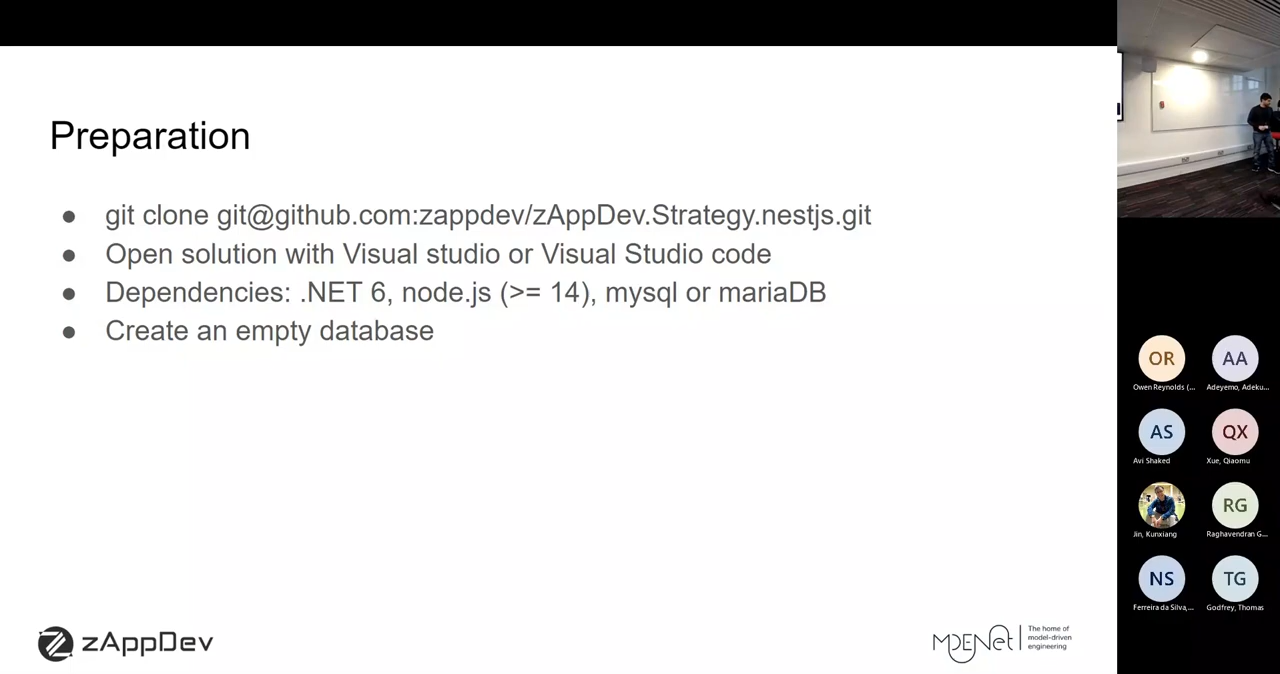 Preparation
● git clone git@github.com:zappdev/zAppDev.Strategy.nestjs.git
● Open solution with Visual studio or Visual Studio code
● Dependencies: .NET 6, node.js (>= 14), mysql or mariaDB
● Create an empty database
zAppDev
MDENet
The home of
model-driven
engineering
OR
AA
Owen Reynolds (...
Adeyemo, Adeku...
AS
QX
Avi Shaked
Xue, Qiaomu
RG
Jin, Kunxiang
Raghavendran G...
NS
TG
Ferreira da Silva,...
Godfrey, Thomas